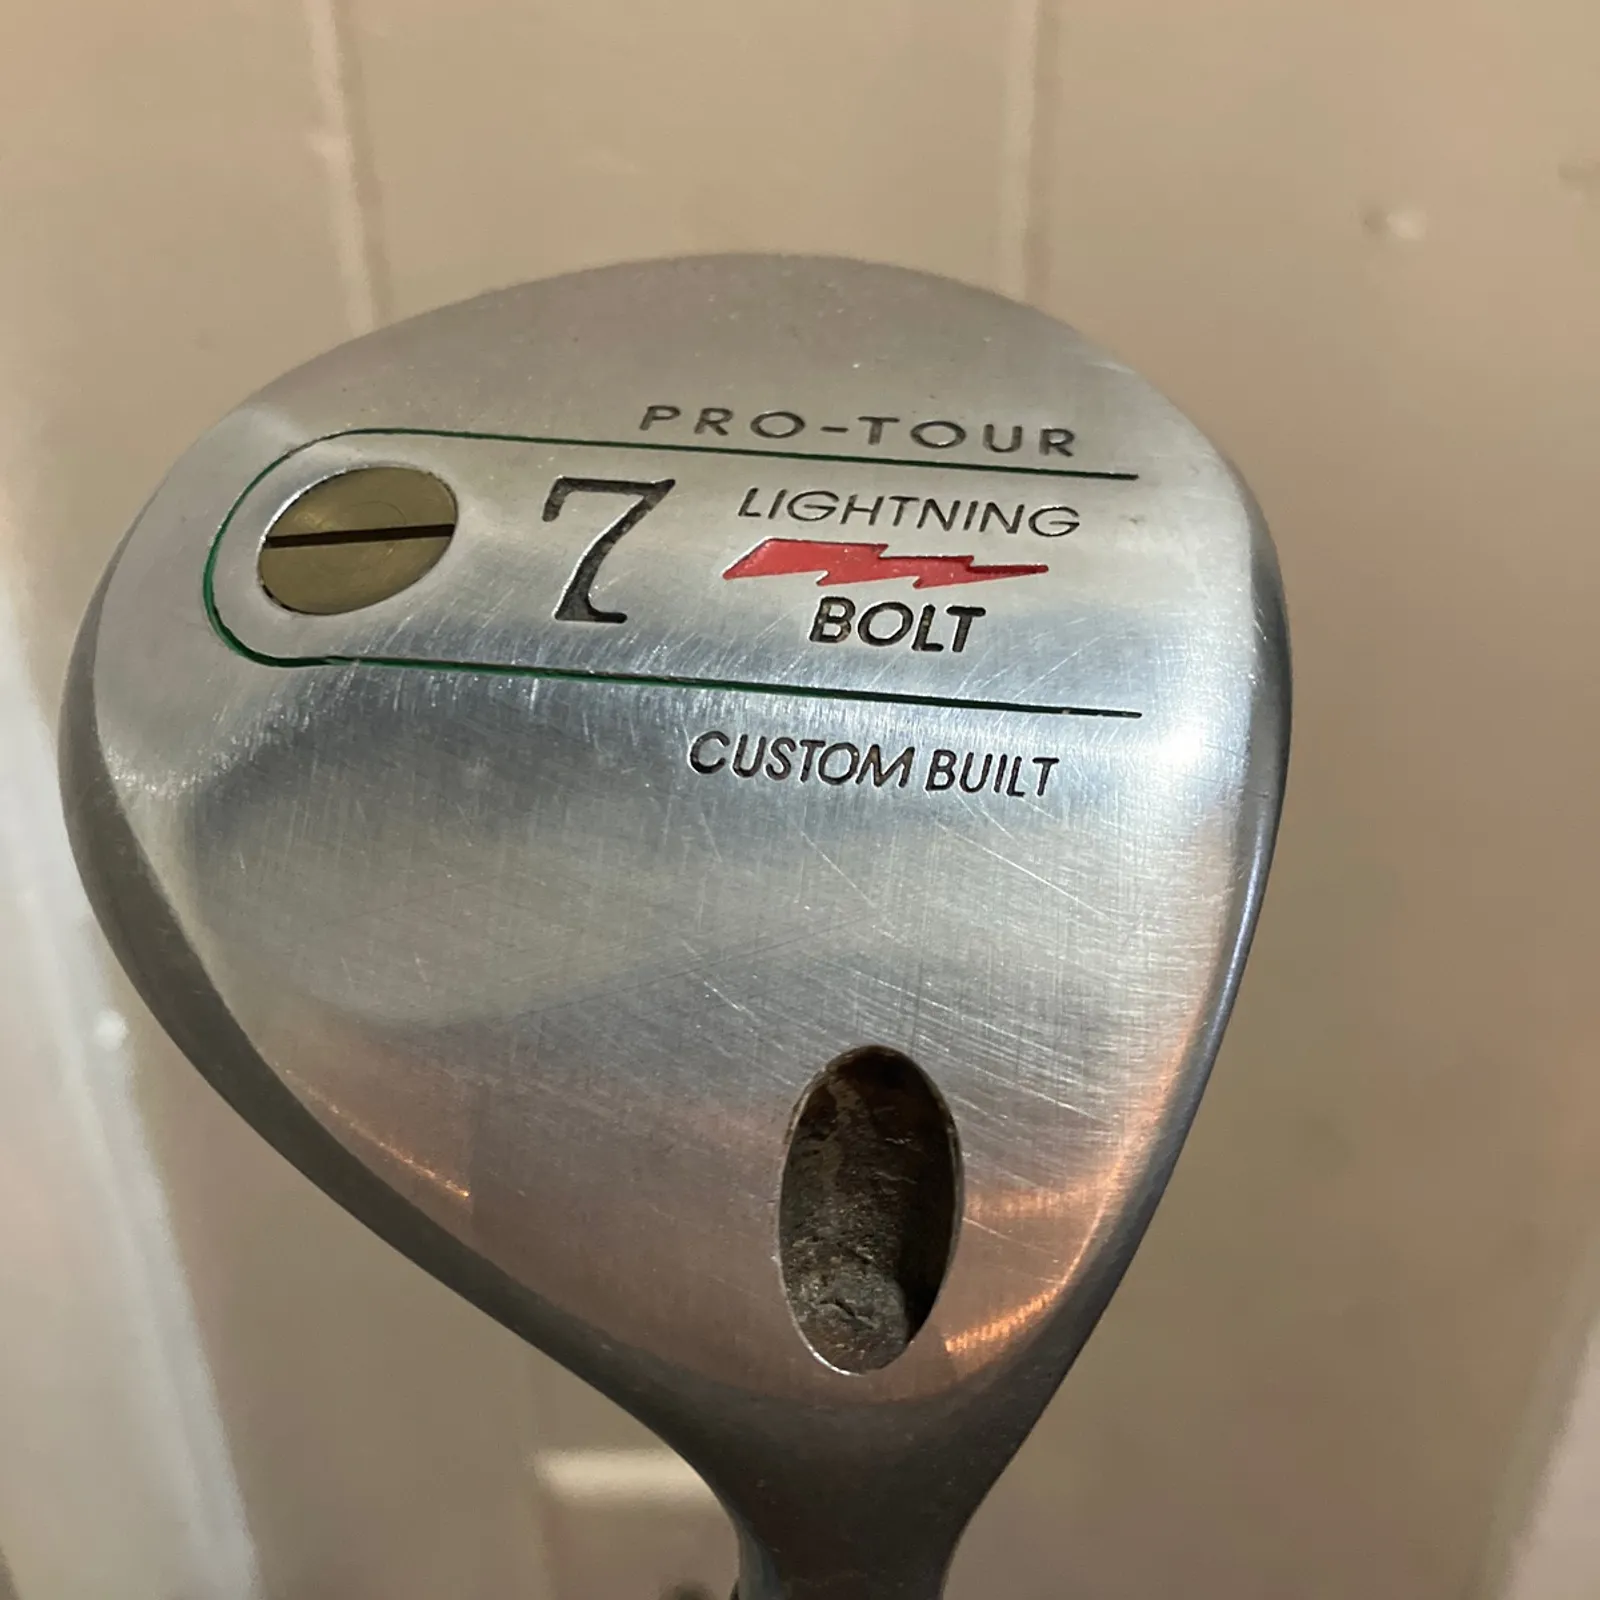 PRO-TOUR
7
LIGHTNING
BOLT
CUSTOM BUILT